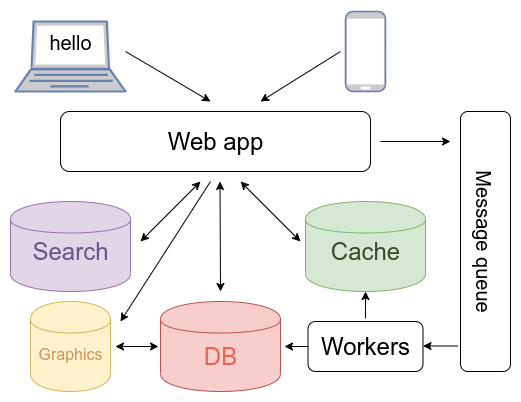 hello
Web app
Message queue
Search
Cache
Graphics
DB
Workers